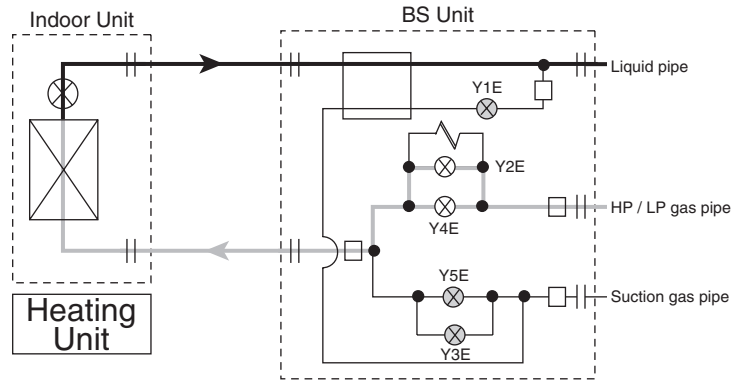 Indoor Unit
BS Unit
Liquid pipe
Y1E
Y2E
Y4E
HP / LP gas pipe
Y5E
Suction gas pipe
Y3E
Heating
Unit